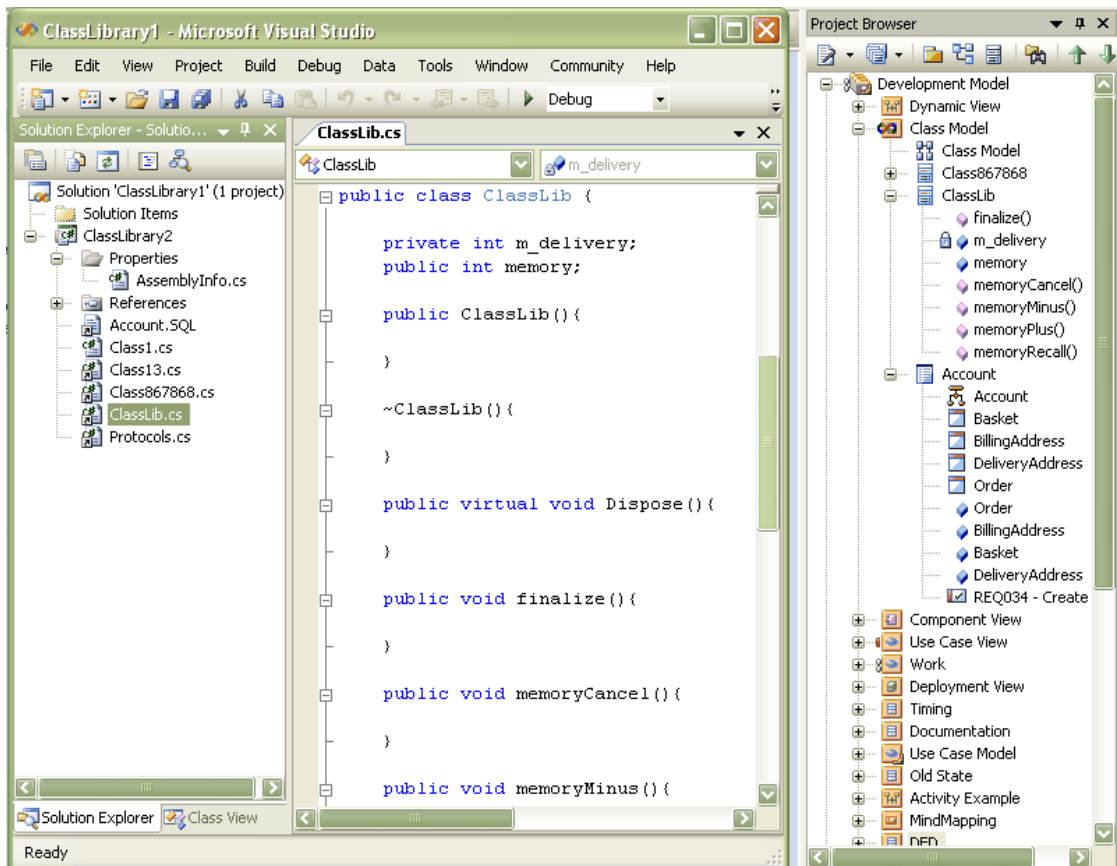 ClassLibrary1 - Microsoft Visual Studio
File Edit View Project Build Debug Data Tools Window Community Help
Debug
Solution Explorer - Solutio...
Solution 'ClassLibrary1' (1 project)
Solution Items
ClassLibrary2
Properties
AssemblyInfo.cs
References
Account.SQL
Class1.cs
Class13.cs
Class867868.cs
ClassLib.cs
Protocols.cs
Solution Explorer Class View
Ready
ClassLib.cs
ClassLib m_delivery
public class ClassLib {
private int m_delivery;
public int memory;
public ClassLib(){
}
~ClassLib(){
}
public virtual void Dispose(){
}
public void finalize(){
}
public void memoryCancel(){
}
public void memoryMinus(){
Project Browser
Development Model
Dynamic View
Class Model
Class Model
Class867868
ClassLib
finalize()
m_delivery
memory
memoryCancel()
memoryMinus()
memoryPlus()
memoryRecall()
Account
Account
Basket
BillingAddress
DeliveryAddress
Order
Order
BillingAddress
Basket
DeliveryAddress
REQ034 - Create
Component View
Use Case View
Work
Deployment View
Timing
Documentation
Use Case Model
Old State
Activity Example
MindMapping
DFD